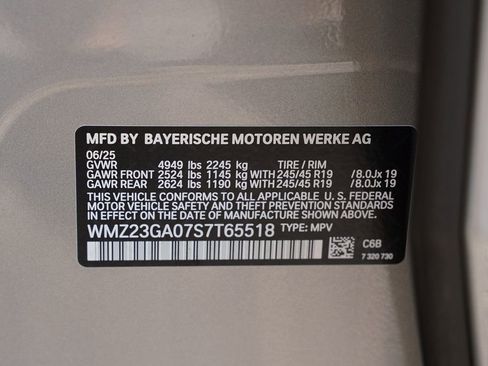 MFD BY BAYERISCHE MOTOREN WERKE AG
06/25
GVWR 4949 lbs 2245 kg TIRE / RIM
GAWR FRONT 2524 lbs 1145 kg WITH 245/45 R19 /8.0Jx 19
GAWR REAR 2624 lbs 1190 kg WITH 245/45 R19 /8.0Jx 19
THIS VEHICLE CONFORMS TO ALL APPLICABLE U. S. FEDERAL
MOTOR VEHICLE SAFETY AND THEFT PREVENTION STANDARDS
IN EFFECT ON THE DATE OF MANUFACTURE SHOWN ABOVE.
WMZ23GA07S7T65518 TYPE: MPV
C6B
7 320 730